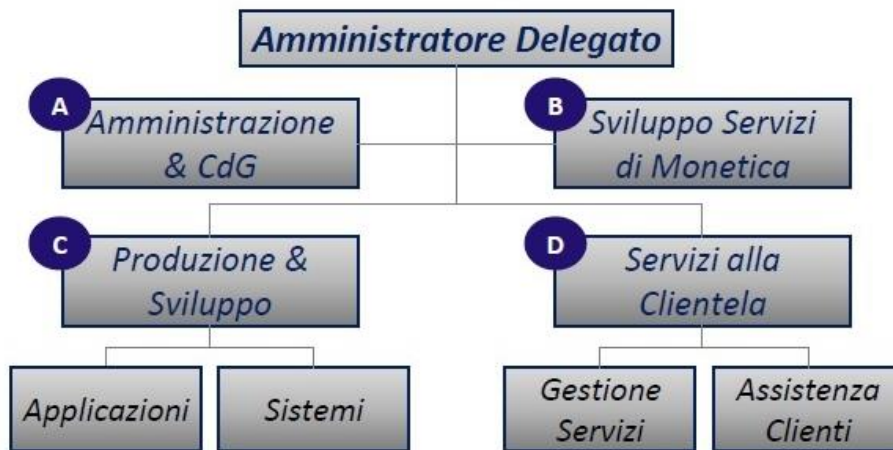 Amministratore Delegato
A
Amministrazione
& CdG
B
Sviluppo Servizi
di Monetica
C
Produzione &
Sviluppo
D
Servizi alla
Clientela
Applicazioni
Sistemi
Gestione
Servizi
Assistenza
Clienti